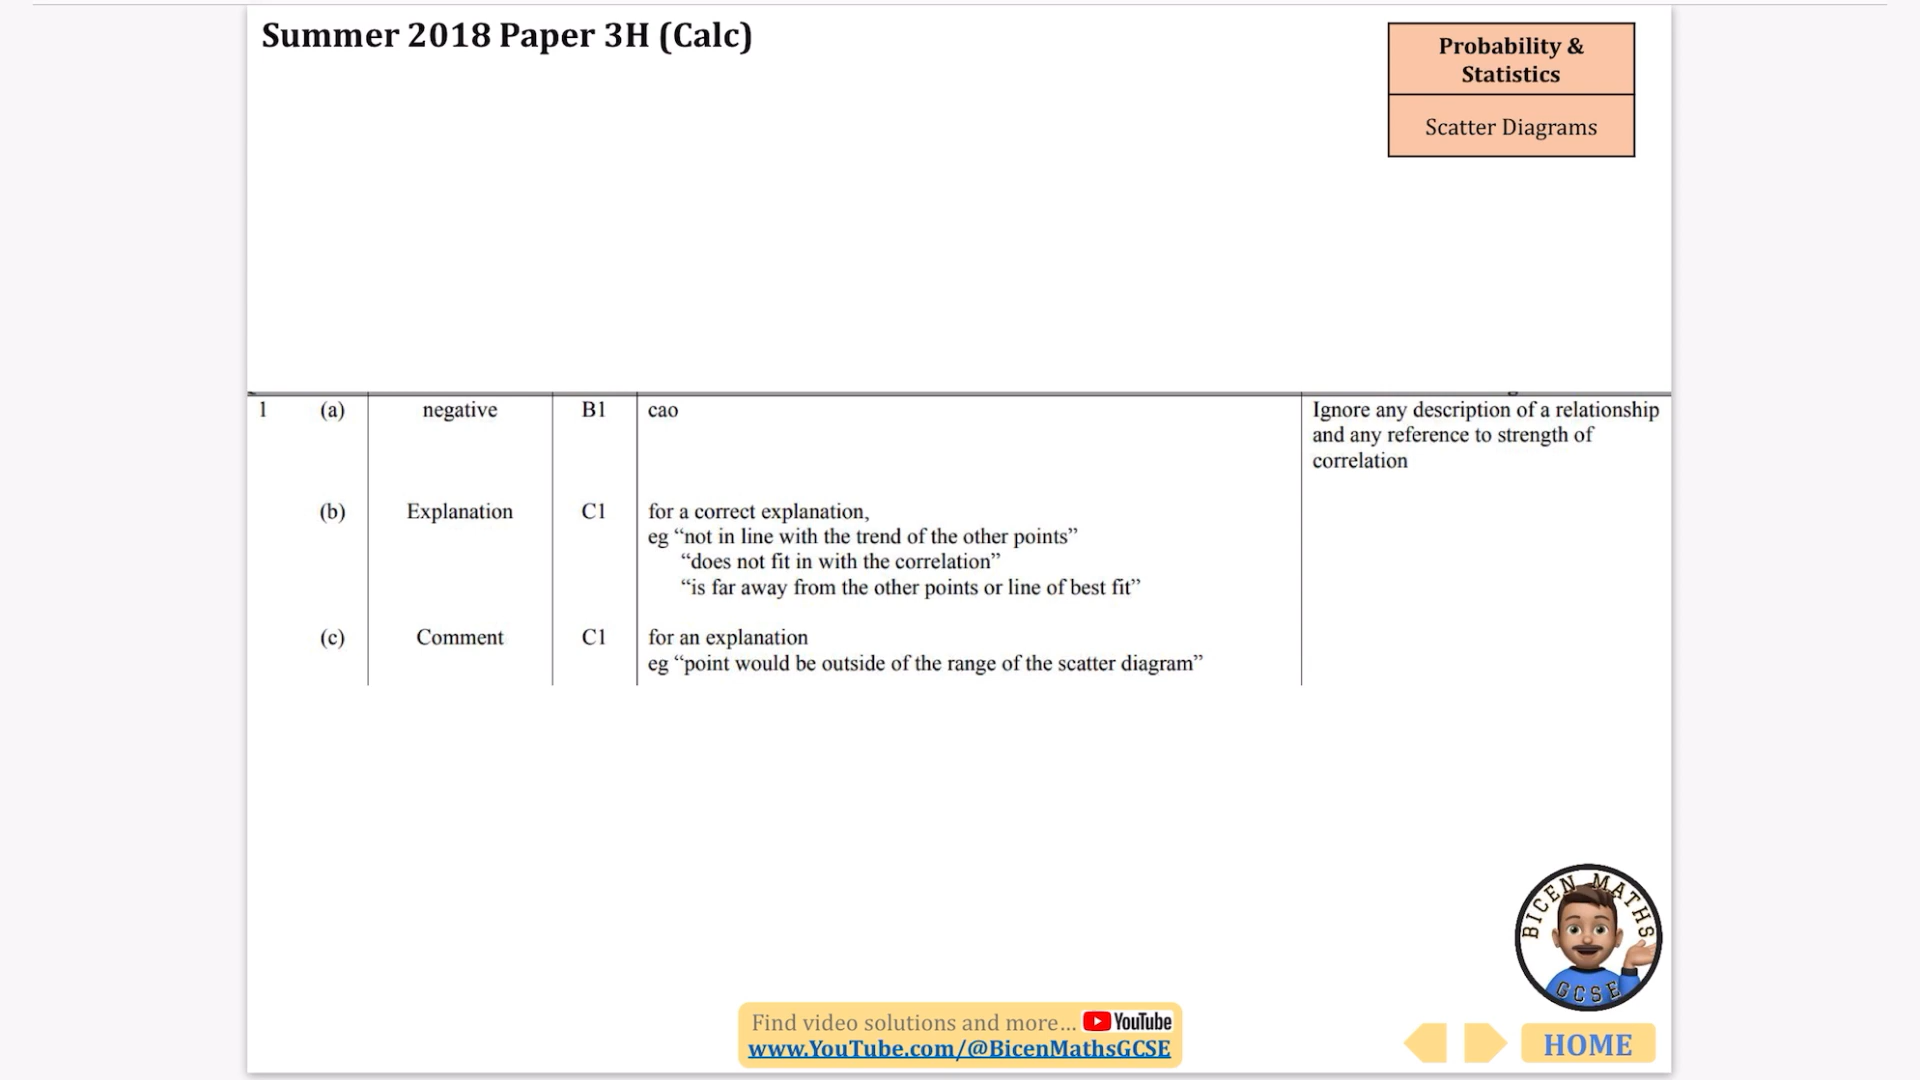 Summer 2018 Paper 3H (Calc)
Probability &
Statistics
Scatter Diagrams
1 (a) negative B1 cao Ignore any description of a relationship
and any reference to strength of
correlation
(b) Explanation C1 for a correct explanation,
eg “not in line with the trend of the other points”
“does not fit in with the correlation”
“is far away from the other points or line of best fit”
(c) Comment C1 for an explanation
eg “point would be outside of the range of the scatter diagram”
BICEN MATHS
GCSE
Find video solutions and more... YouTube
www.YouTube.com/@BicenMathsGCSE
HOME